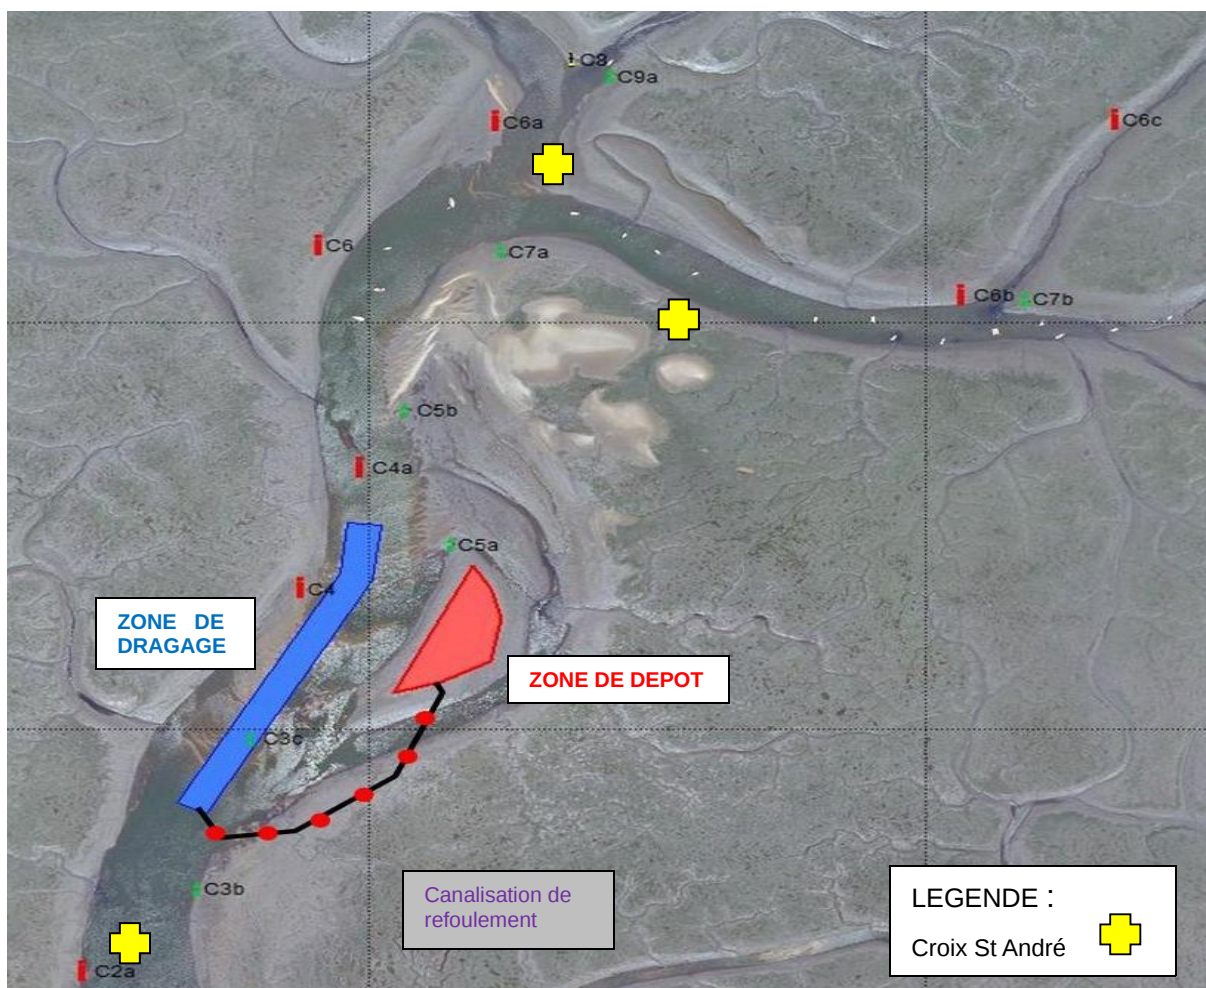 C8
C9a
C6a
C6c
C6
C7a
C6b
C7b
C5b
C4a
C5a
C4
ZONE DE
DRAGAGE
ZONE DE DEPOT
C3c
C3b
Canalisation de
refoulement
LEGENDE :
Croix St André
C2a